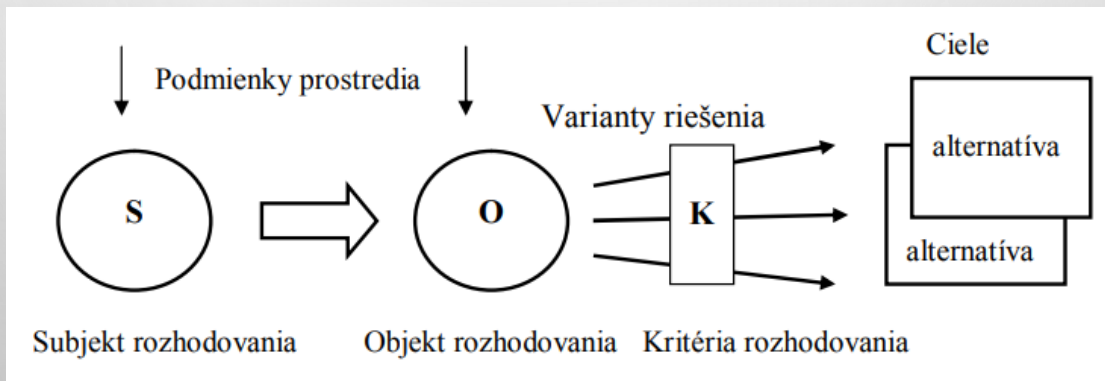 Ciele
Podmienky prostredia
Varianty riešenia
alternatíva
S
O
K
alternatíva
Subjekt rozhodovania
Objekt rozhodovania
Kritéria rozhodovania